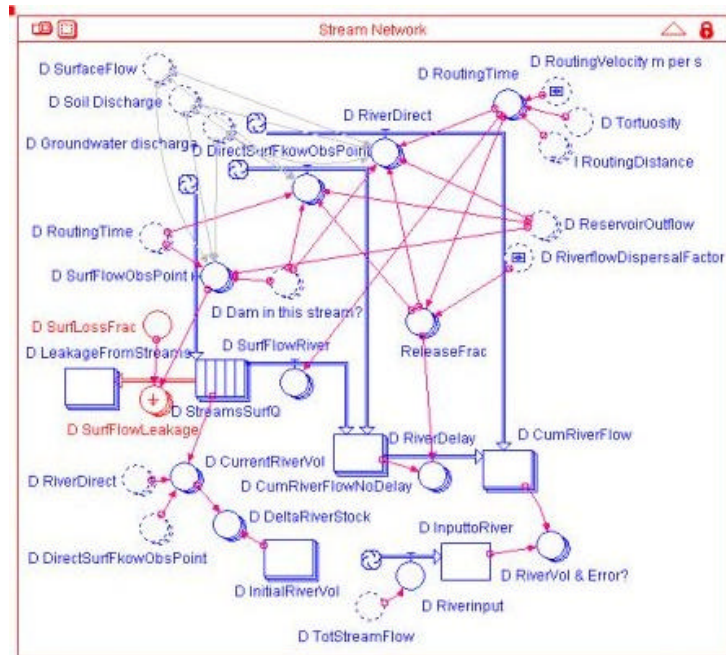 Stream Network
D SurfaceFlow
D RoutingVelocity m per s
D RoutingTime
D Soil Discharge
D RiverDirect
D Tortuosity
D Groundwater discharga
D DirectSurfFkowObsPoint
I RoutingDistance
D RoutingTime
D ReservoirOutflow
D SurfFlowObsPoint
D RiverflowDispersalFactor
D Dam in this stream?
D SurfLossFrac
D LeakageFromStreams
D SurfFlowRiver
ReleaseFrac
D StreamsSurfQ
D SurfFlowLeakage
D RiverDelay
D CumRiverFlow
D CurrentRiverVol
D RiverDirect
D CumRiverFlowNoDelay
D DeltaRiverStock
D InputtoRiver
D DirectSurfFkowObsPoint
D InitialRiverVol
D RiverVol & Error?
D Riverinput
D TotStreamFlow